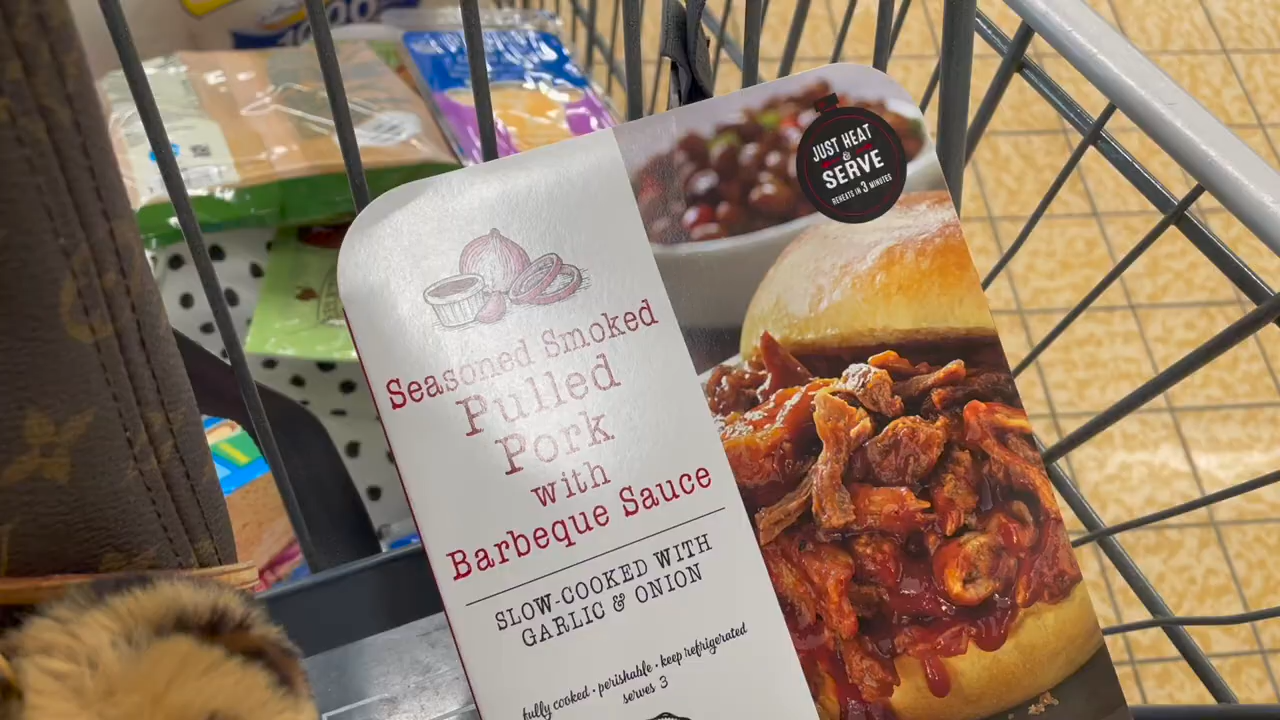 JUST HEAT
&
SERVE
REHEATS IN 3 MINUTES
Seasoned Smoked
Pulled
Pork
with
Barbeque Sauce
SLOW-COOKED WITH
GARLIC & ONION
fully cooked • perishable • keep refrigerated
serves 3